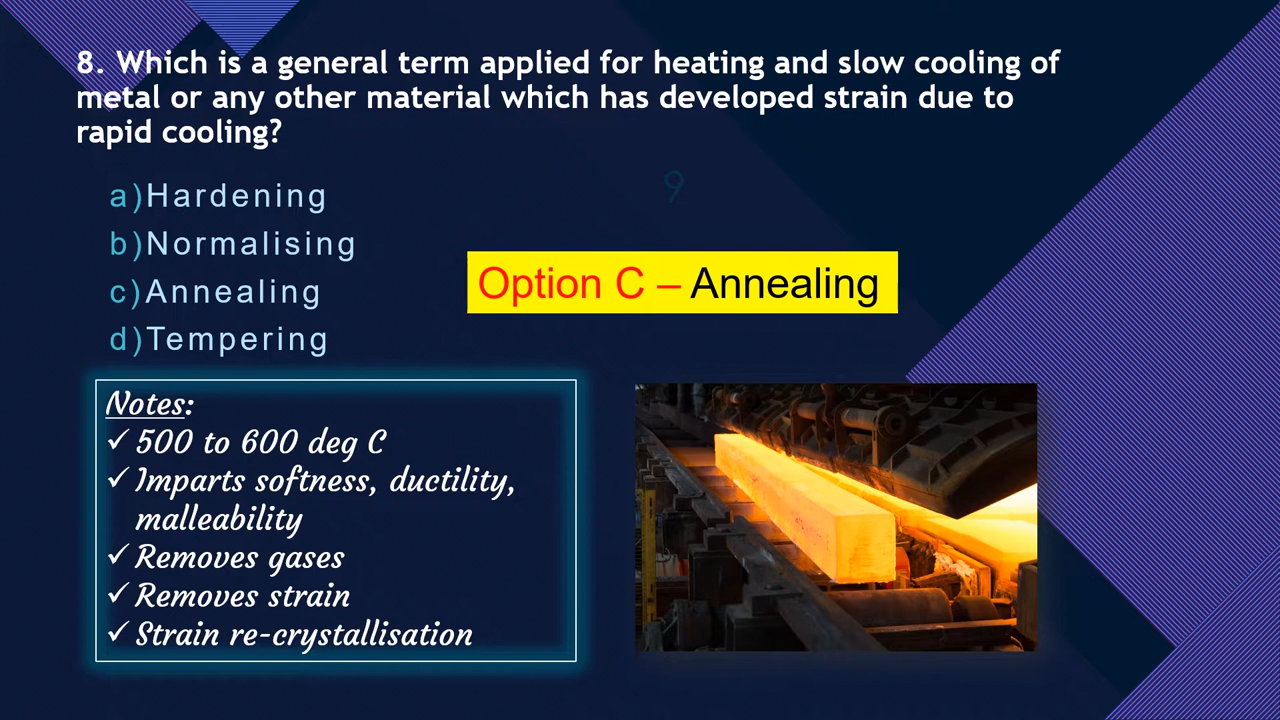 8. Which is a general term applied for heating and slow cooling of
metal or any other material which has developed strain due to
rapid cooling?
9
a)Hardening
b)Normalising
c)Annealing
d)Tempering
Option C – Annealing
Notes:
✓ 500 to 600 deg C
✓ Imparts softness, ductility,
malleability
✓ Removes gases
✓ Removes strain
✓ Strain re-crystallisation